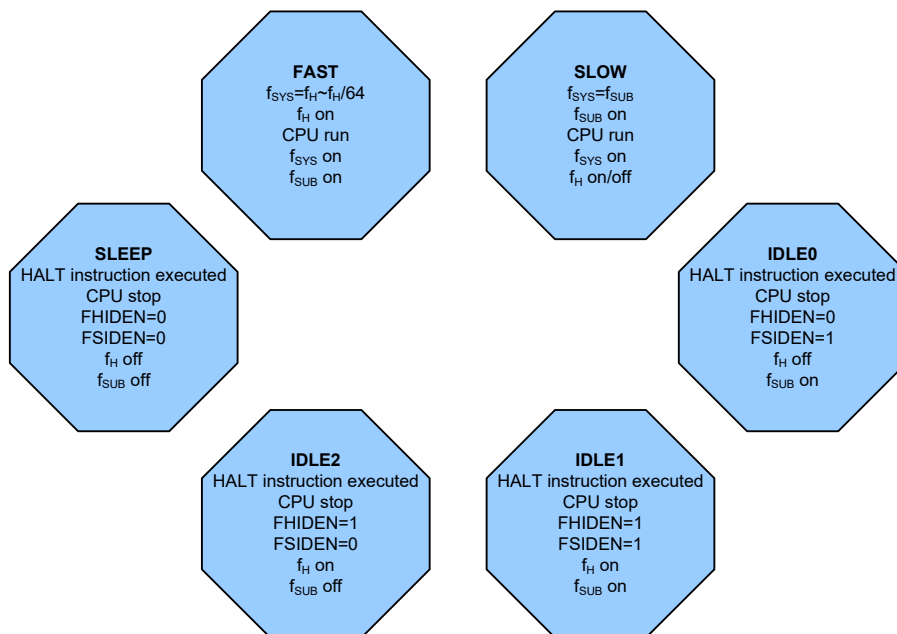 FAST
fSYS=fH~fH/64
fH on
CPU run
fSYS on
fSUB on
SLOW
fSYS=fSUB
fSUB on
CPU run
fSYS on
fH on/off
SLEEP
HALT instruction executed
CPU stop
FHIDEN=0
FSIDEN=0
fH off
fSUB off
IDLE0
HALT instruction executed
CPU stop
FHIDEN=0
FSIDEN=1
fH off
fSUB on
IDLE2
HALT instruction executed
CPU stop
FHIDEN=1
FSIDEN=0
fH on
fSUB off
IDLE1
HALT instruction executed
CPU stop
FHIDEN=1
FSIDEN=1
fH on
fSUB on